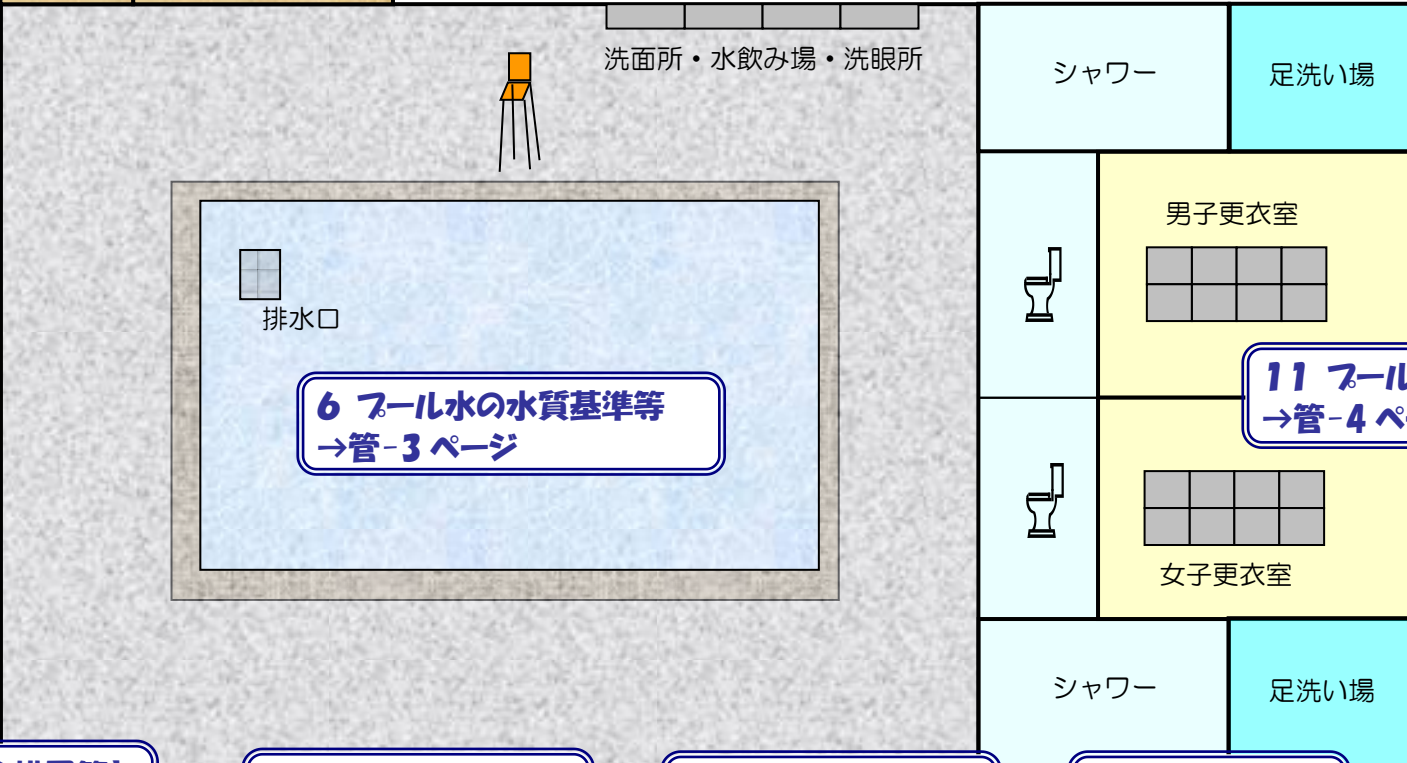 洗面所・水飲み場・洗眼所
シャワー
足洗い場
男子更衣室
排水口
6 プール水の水質基準等
→管-3 ページ
11 プール
→管-4 ペー
女子更衣室
シャワー
足洗い場